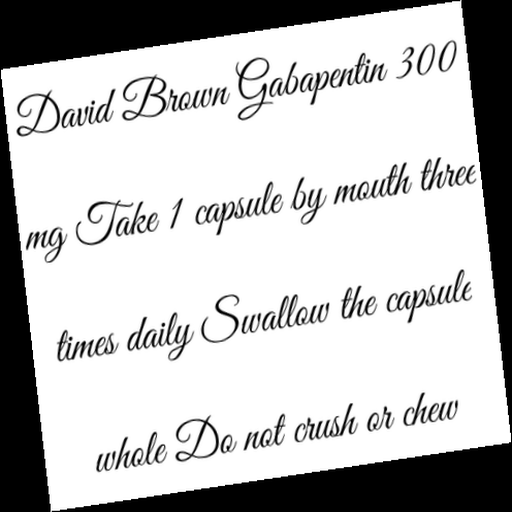 David Brown Gabapentin 300
mg Take 1 capsule by mouth three
times daily Swallow the capsule
whole Do not crush or chew